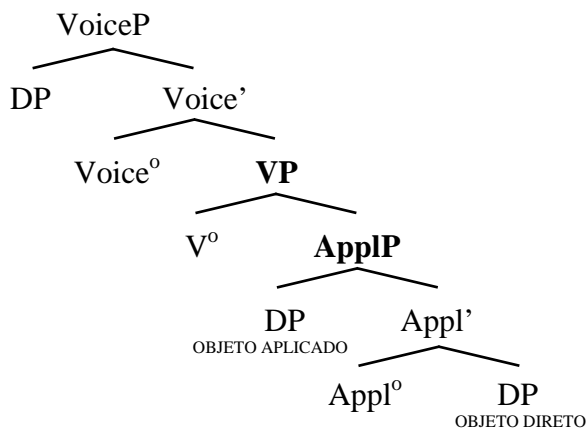 VoiceP
DP Voice’
Voiceº VP
Vº ApplP
DP Appl’
OBJETO APLICADO
Applº DP
OBJETO DIRETO